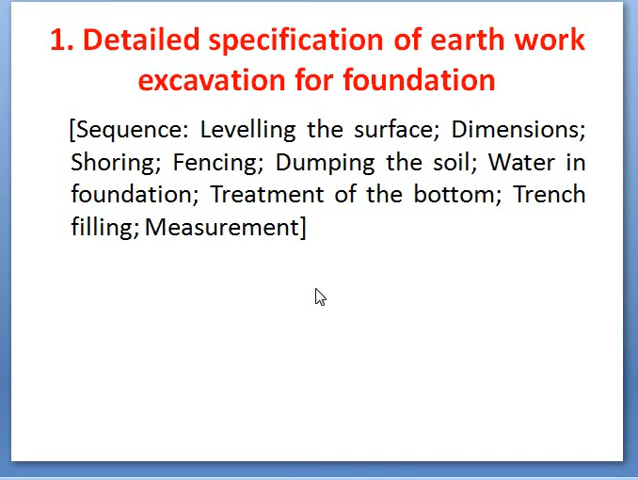 1. Detailed specification of earth work
excavation for foundation
[Sequence: Levelling the surface; Dimensions;
Shoring; Fencing; Dumping the soil; Water in
foundation; Treatment of the bottom; Trench
filling; Measurement]